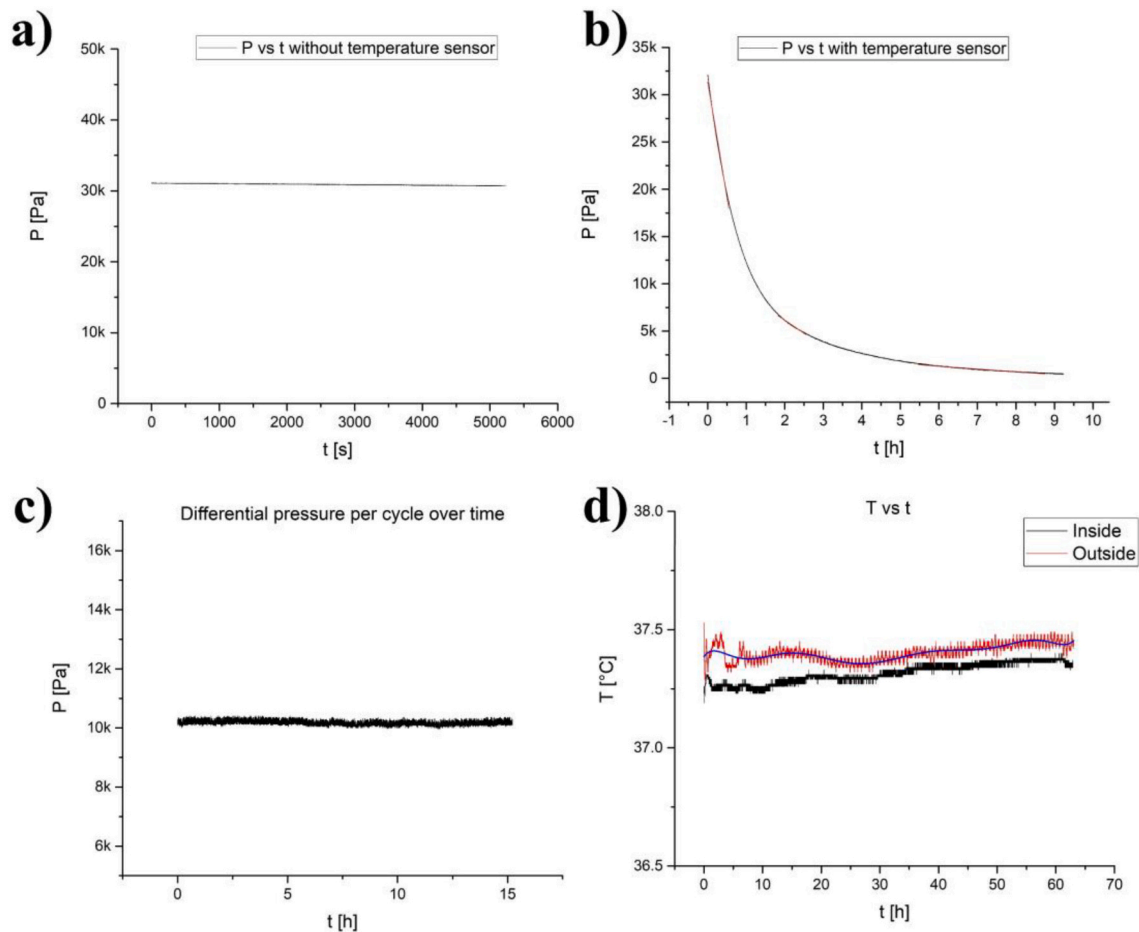 a)
P vs t without temperature sensor
50k
40k
30k
20k
10k
0
P [Pa]
0 1000 2000 3000 4000 5000 6000
t [s]
b)
P vs t with temperature sensor
35k
30k
25k
20k
15k
10k
5k
0
P [Pa]
-1 0 1 2 3 4 5 6 7 8 9 10
t [h]
c)
Differential pressure per cycle over time
16k
14k
12k
10k
8k
6k
P [Pa]
0 5 10 15
t [h]
d)
T vs t
Inside
Outside
38.0
37.5
37.0
36.5
T [°C]
0 10 20 30 40 50 60 70
t [h]